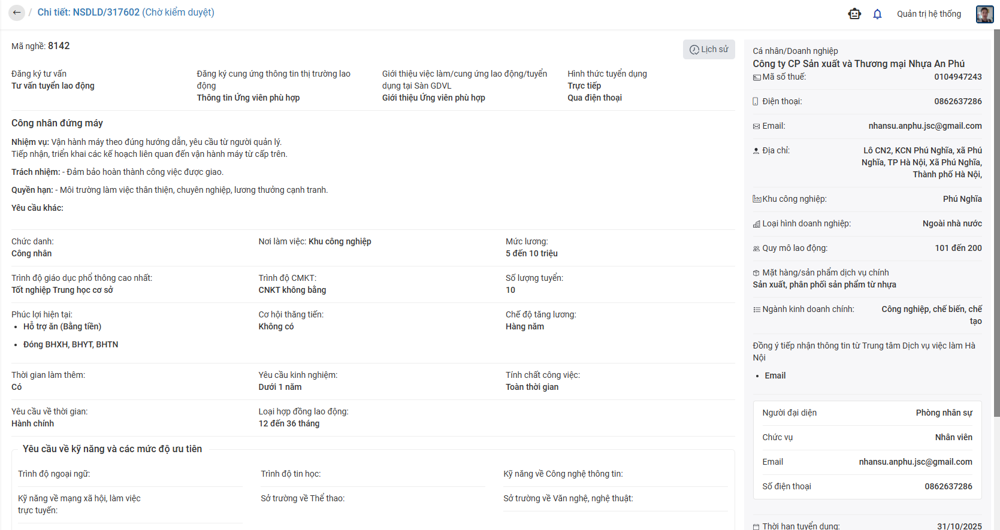 / Chi tiết: NSDLD/317602 (Chờ kiểm duyệt)
Quản trị hệ thống
Mã nghề: 8142
Lịch sử
Đăng ký tư vấn
Tư vấn tuyển lao động
Đăng ký cung ứng thông tin thị trường lao
động
Thông tin Ứng viên phù hợp
Giới thiệu việc làm/cung ứng lao động/tuyển
dụng tại Sàn GDVL
Giới thiệu Ứng viên phù hợp
Hình thức tuyển dụng
Trực tiếp
Qua điện thoại
Công nhân đứng máy
Nhiệm vụ: Vận hành máy theo đúng hướng dẫn, yêu cầu từ người quản lý.
Tiếp nhận, triển khai các kế hoạch liên quan đến vận hành máy từ cấp trên.
Trách nhiệm: - Đảm bảo hoàn thành công việc được giao.
Quyền hạn: - Môi trường làm việc thân thiện, chuyên nghiệp, lương thưởng cạnh tranh.
Yêu cầu khác:
Chức danh:
Công nhân
Nơi làm việc: Khu công nghiệp
Mức lương:
5 đến 10 triệu
Trình độ giáo dục phổ thông cao nhất:
Tốt nghiệp Trung học cơ sở
Trình độ CMKT:
CNKT không bằng
Số lượng tuyển:
10
Phúc lợi hiện tại:
• Hỗ trợ ăn (Bằng tiền)
• Đóng BHXH, BHYT, BHTN
Cơ hội thăng tiến:
Không có
Chế độ tăng lương:
Hàng năm
Thời gian làm thêm:
Có
Yêu cầu kinh nghiệm:
Dưới 1 năm
Tính chất công việc:
Toàn thời gian
Yêu cầu về thời gian:
Hành chính
Loại hợp đồng lao động:
12 đến 36 tháng
Yêu cầu về kỹ năng và các mức độ ưu tiên
Trình độ ngoại ngữ:
Trình độ tin học:
Kỹ năng về Công nghệ thông tin:
Kỹ năng về mạng xã hội, làm việc
trực tuyến:
Sở trường về Thể thao:
Sở trường về Văn nghệ, nghệ thuật:
Cá nhân/Doanh nghiệp
Công ty CP Sản xuất và Thương mại Nhựa An Phú
Mã số thuế: 0104947243
Điện thoại: 0862637286
Email: nhansu.anphu.jsc@gmail.com
Địa chỉ: Lô CN2, KCN Phú Nghĩa, xã Phú
Nghĩa, TP Hà Nội, Xã Phú Nghĩa,
Thành phố Hà Nội,
Khu công nghiệp: Phú Nghĩa
Loại hình doanh nghiệp: Ngoài nhà nước
Quy mô lao động: 101 đến 200
Mặt hàng/sản phẩm dịch vụ chính
Sản xuất, phân phối sản phẩm từ nhựa
Ngành kinh doanh chính: Công nghiệp, chế biến, chế
tạo
Đồng ý tiếp nhận thông tin từ Trung tâm Dịch vụ việc làm Hà
Nội
• Email
Người đại diện Phòng nhân sự
Chức vụ Nhân viên
Email nhansu.anphu.jsc@gmail.com
Số điện thoại 0862637286
Thời hạn tuyển dụng: 31/10/2025